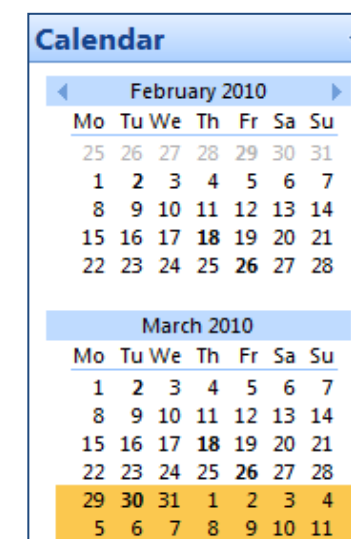 Calendar
February 2010
Mo Tu We Th Fr Sa Su
25 26 27 28 29 30 31
1 2 3 4 5 6 7
8 9 10 11 12 13 14
15 16 17 18 19 20 21
22 23 24 25 26 27 28
March 2010
Mo Tu We Th Fr Sa Su
1 2 3 4 5 6 7
8 9 10 11 12 13 14
15 16 17 18 19 20 21
22 23 24 25 26 27 28
29 30 31 1 2 3 4
5 6 7 8 9 10 11